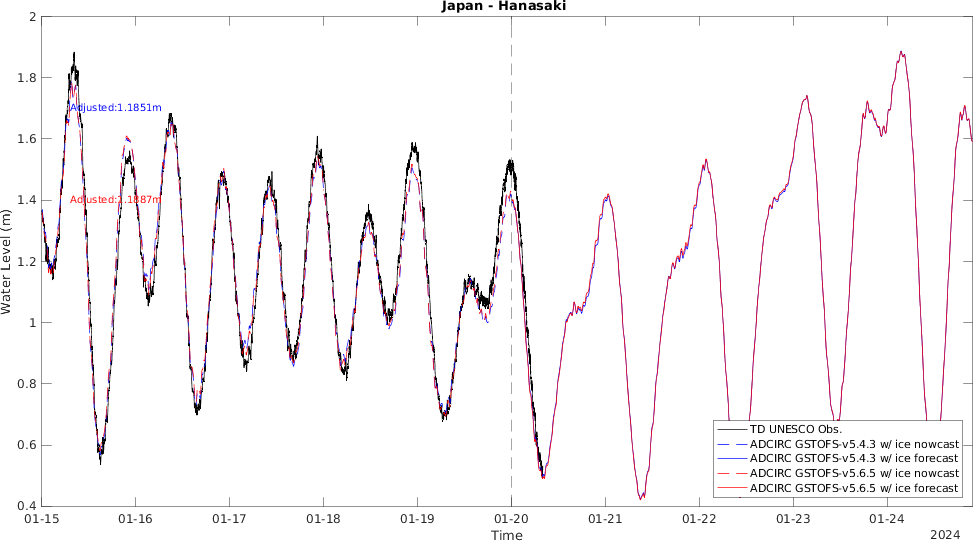 Japan - Hanasaki
2
1.8
1.6
1.4
1.2
1
0.8
0.6
0.4
Water Level (m)
Adjusted:1.1851m
Adjusted:1.1887m
TD UNESCO Obs.
ADCIRC GSTOFS-v5.4.3 w/ ice nowcast
ADCIRC GSTOFS-v5.4.3 w/ ice forecast
ADCIRC GSTOFS-v5.6.5 w/ ice nowcast
ADCIRC GSTOFS-v5.6.5 w/ ice forecast
01-15 01-16 01-17 01-18 01-19 01-20 01-21 01-22 01-23 01-24
Time
2024